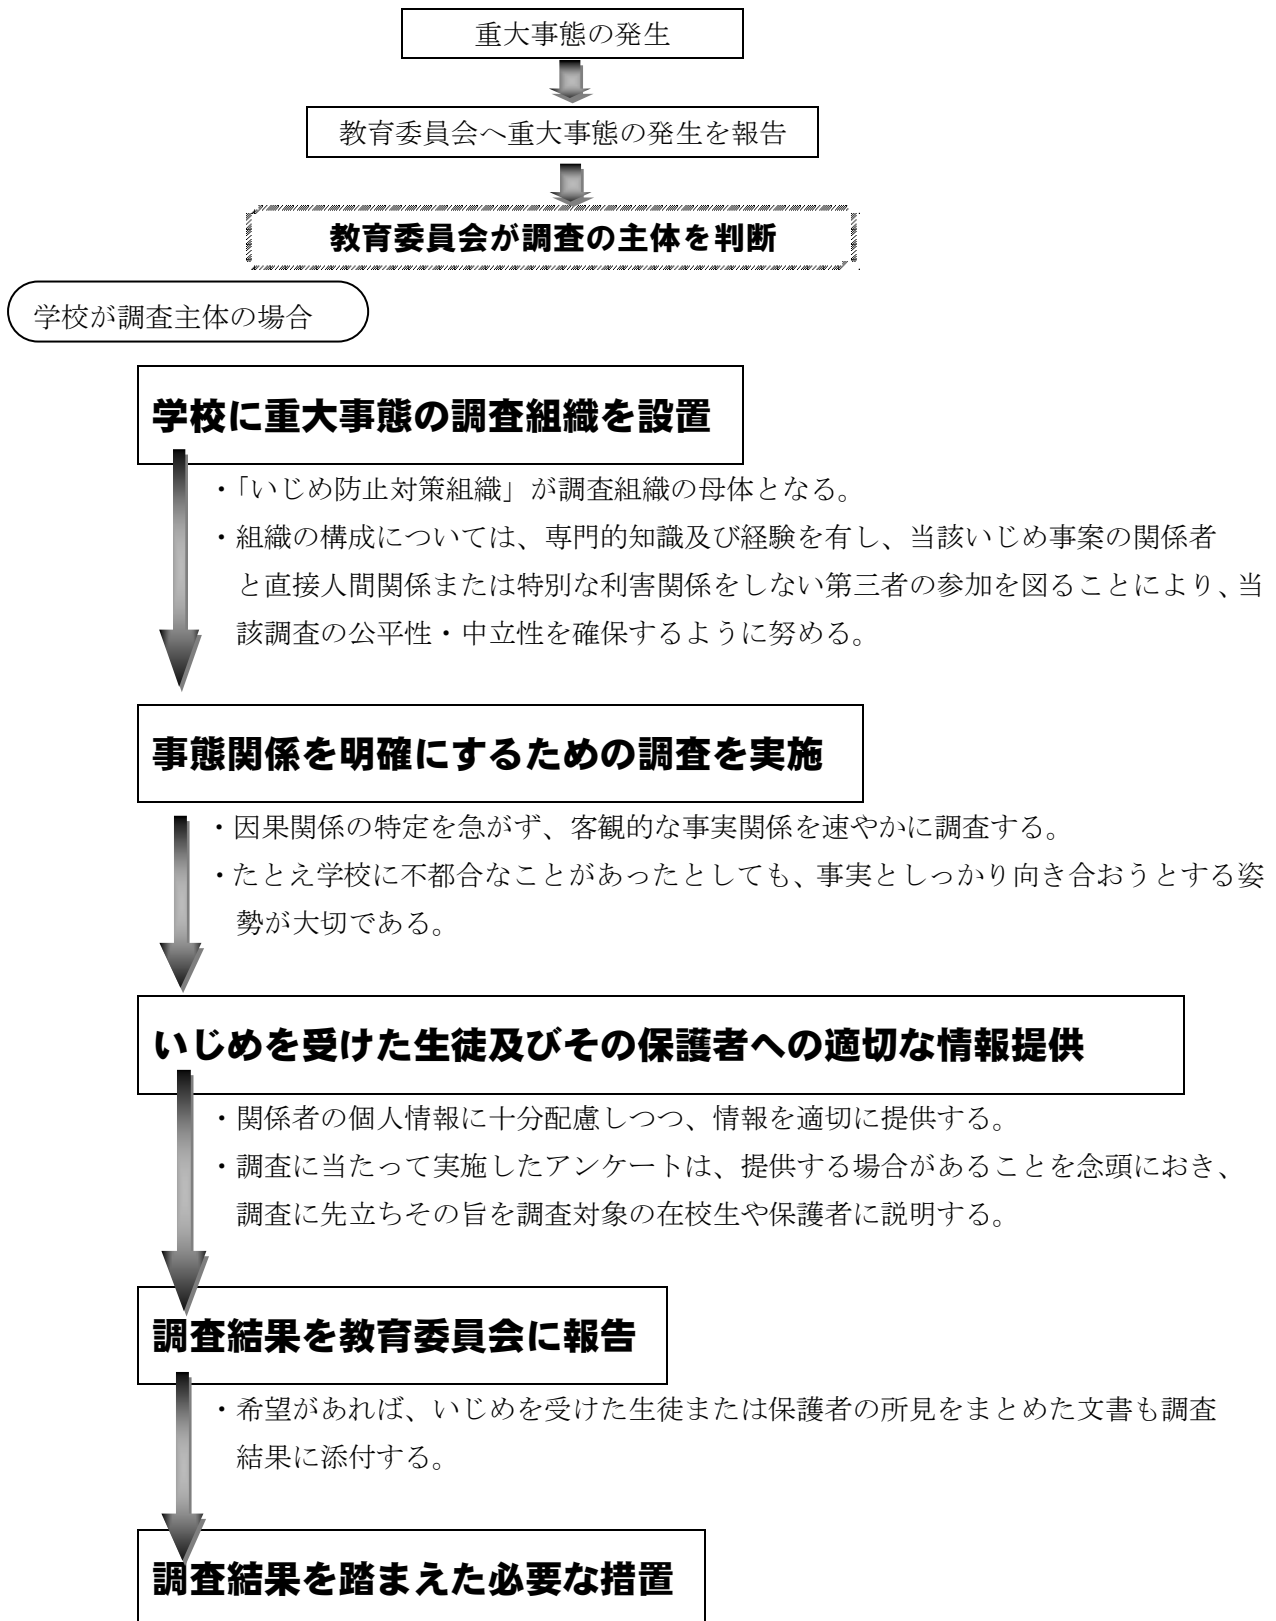 重大事態の発生
教育委員会へ重大事態の発生を報告
教育委員会が調査の主体を判断
学校が調査主体の場合
学校に重大事態の調査組織を設置
・「いじめ防止対策組織」が調査組織の母体となる。
・組織の構成については、専門的知識及び経験を有し、当該いじめ事案の関係者
と直接人間関係または特別な利害関係をしない第三者の参加を図ることにより、当
該調査の公平性・中立性を確保するように努める。
事態関係を明確にするための調査を実施
・因果関係の特定を急がず、客観的な事実関係を速やかに調査する。
・たとえ学校に不都合なことがあったとしても、事実としっかり向き合おうとする姿
勢が大切である。
いじめを受けた生徒及びその保護者への適切な情報提供
・関係者の個人情報に十分配慮しつつ、情報を適切に提供する。
・調査に当たって実施したアンケートは、提供する場合があることを念頭におき、
調査に先立ちその旨を調査対象の在校生や保護者に説明する。
調査結果を教育委員会に報告
・希望があれば、いじめを受けた生徒または保護者の所見をまとめた文書も調査
結果に添付する。
調査結果を踏まえた必要な措置